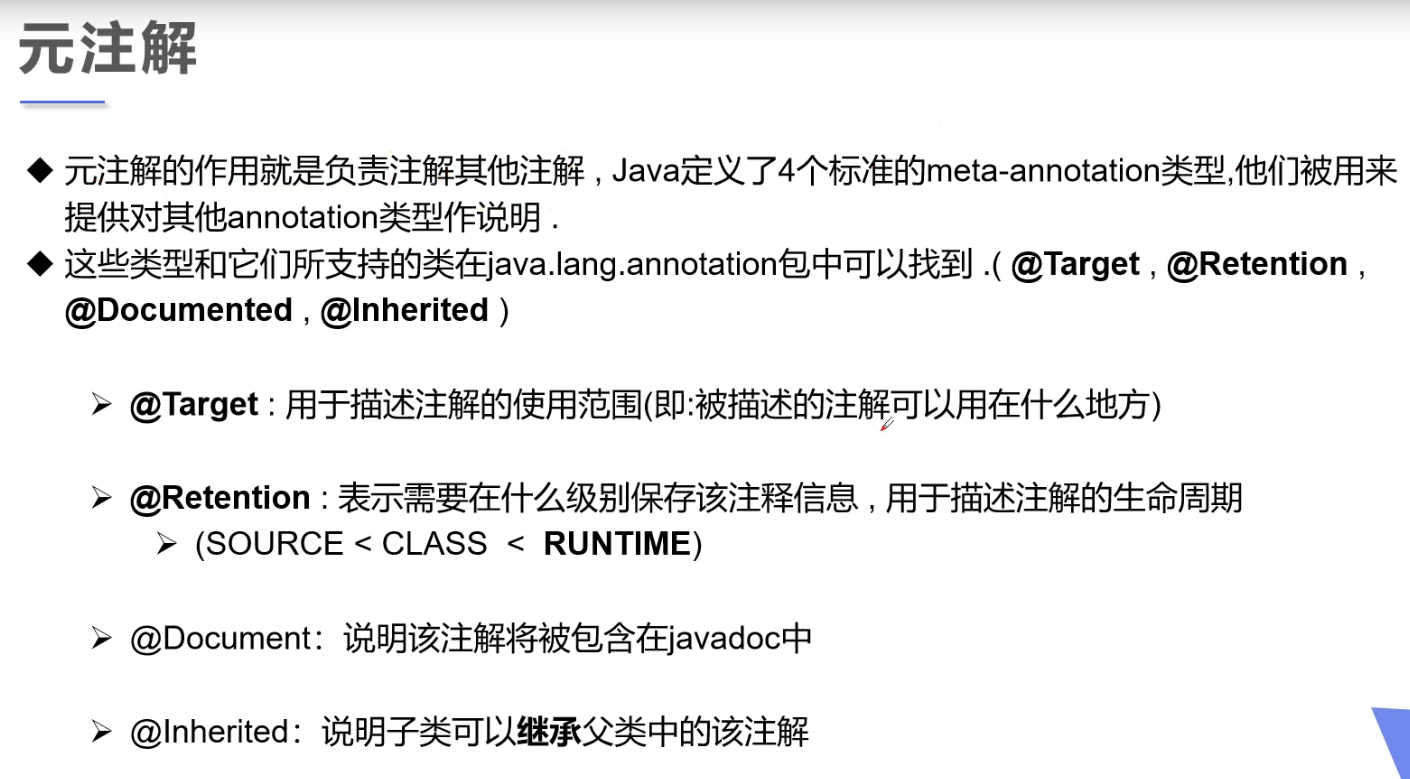 元注解
◆ 元注解的作用就是负责注解其他注解 , Java定义了4个标准的meta-annotation类型,他们被用来
提供对其他annotation类型作说明 .
◆ 这些类型和它们所支持的类在java.lang.annotation包中可以找到 .( @Target , @Retention ,
@Documented , @Inherited )
➢ @Target : 用于描述注解的使用范围(即:被描述的注解可以用在什么地方)
➢ @Retention : 表示需要在什么级别保存该注释信息 , 用于描述注解的生命周期
➢ (SOURCE < CLASS < RUNTIME)
➢ @Document：说明该注解将被包含在javadoc中
➢ @Inherited：说明子类可以继承父类中的该注解